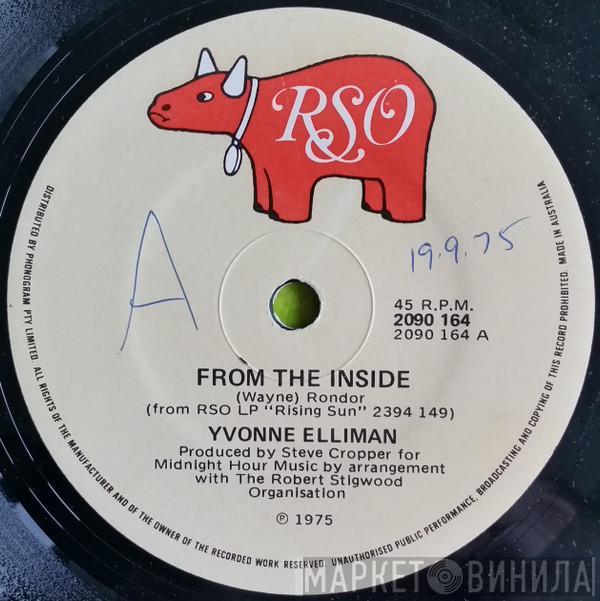 RSO
A
19.9.75
45 R.P.M.
2090 164
2090 164 A
FROM THE INSIDE
(Wayne) Rondor
(from RSO LP "Rising Sun" 2394 149)
YVONNE ELLIMAN
Produced by Steve Cropper for
Midnight Hour Music by arrangement
with The Robert Stigwood
Organisation
℗ 1975
DISTRIBUTED BY PHONOGRAM PTY LIMITED. ALL RIGHTS OF THE MANUFACTURER AND OF THE OWNER OF THE RECORDED WORK RESERVED. UNAUTHORISED PUBLIC PERFORMANCE, BROADCASTING AND COPYING OF THIS RECORD PROHIBITED. MADE IN AUSTRALIA
МАРКЕТ ВИНИЛА